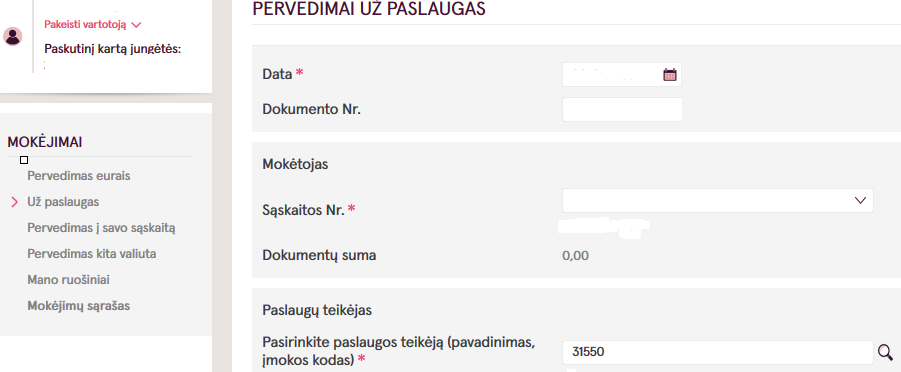 Pakeisti vartotoją
Paskutinį kartą jungėtės:
MOKĖJIMAI
Pervedimas eurais
Už paslaugas
Pervedimas į savo sąskaitą
Pervedimas kita valiuta
Mano ruošiniai
Mokėjimų sąrašas
PERVEDIMAI UŽ PASLAUGAS
Data *
Dokumento Nr.
Mokėtojas
Sąskaitos Nr. *
Dokumentų suma
0,00
Paslaugų teikėjas
Pasirinkite paslaugos teikėją (pavadinimas,
įmokos kodas) *
31550